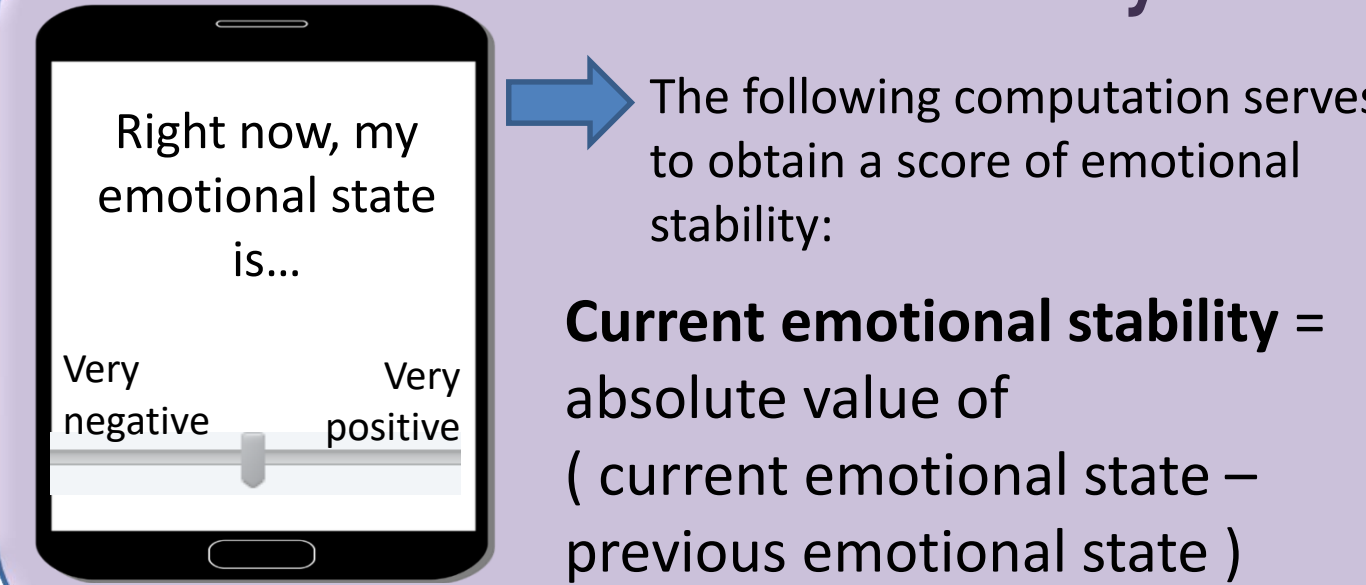 Right now, my
emotional state
is...
Very
negative
Very
positive
The following computation serves
to obtain a score of emotional
stability:
Current emotional stability =
absolute value of
( current emotional state –
previous emotional state )